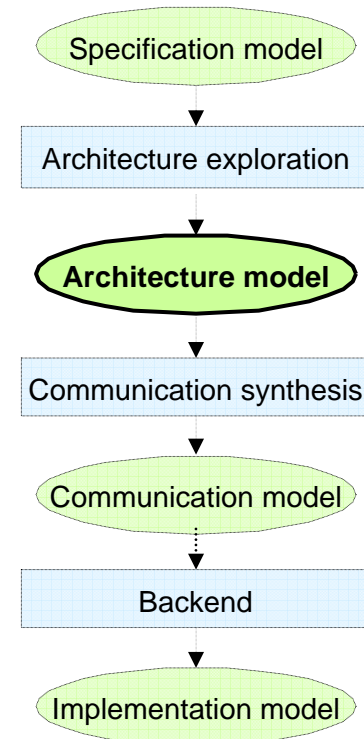 Specification model
Architecture exploration
Architecture model
Communication synthesis
Communication model
Backend
Implementation model